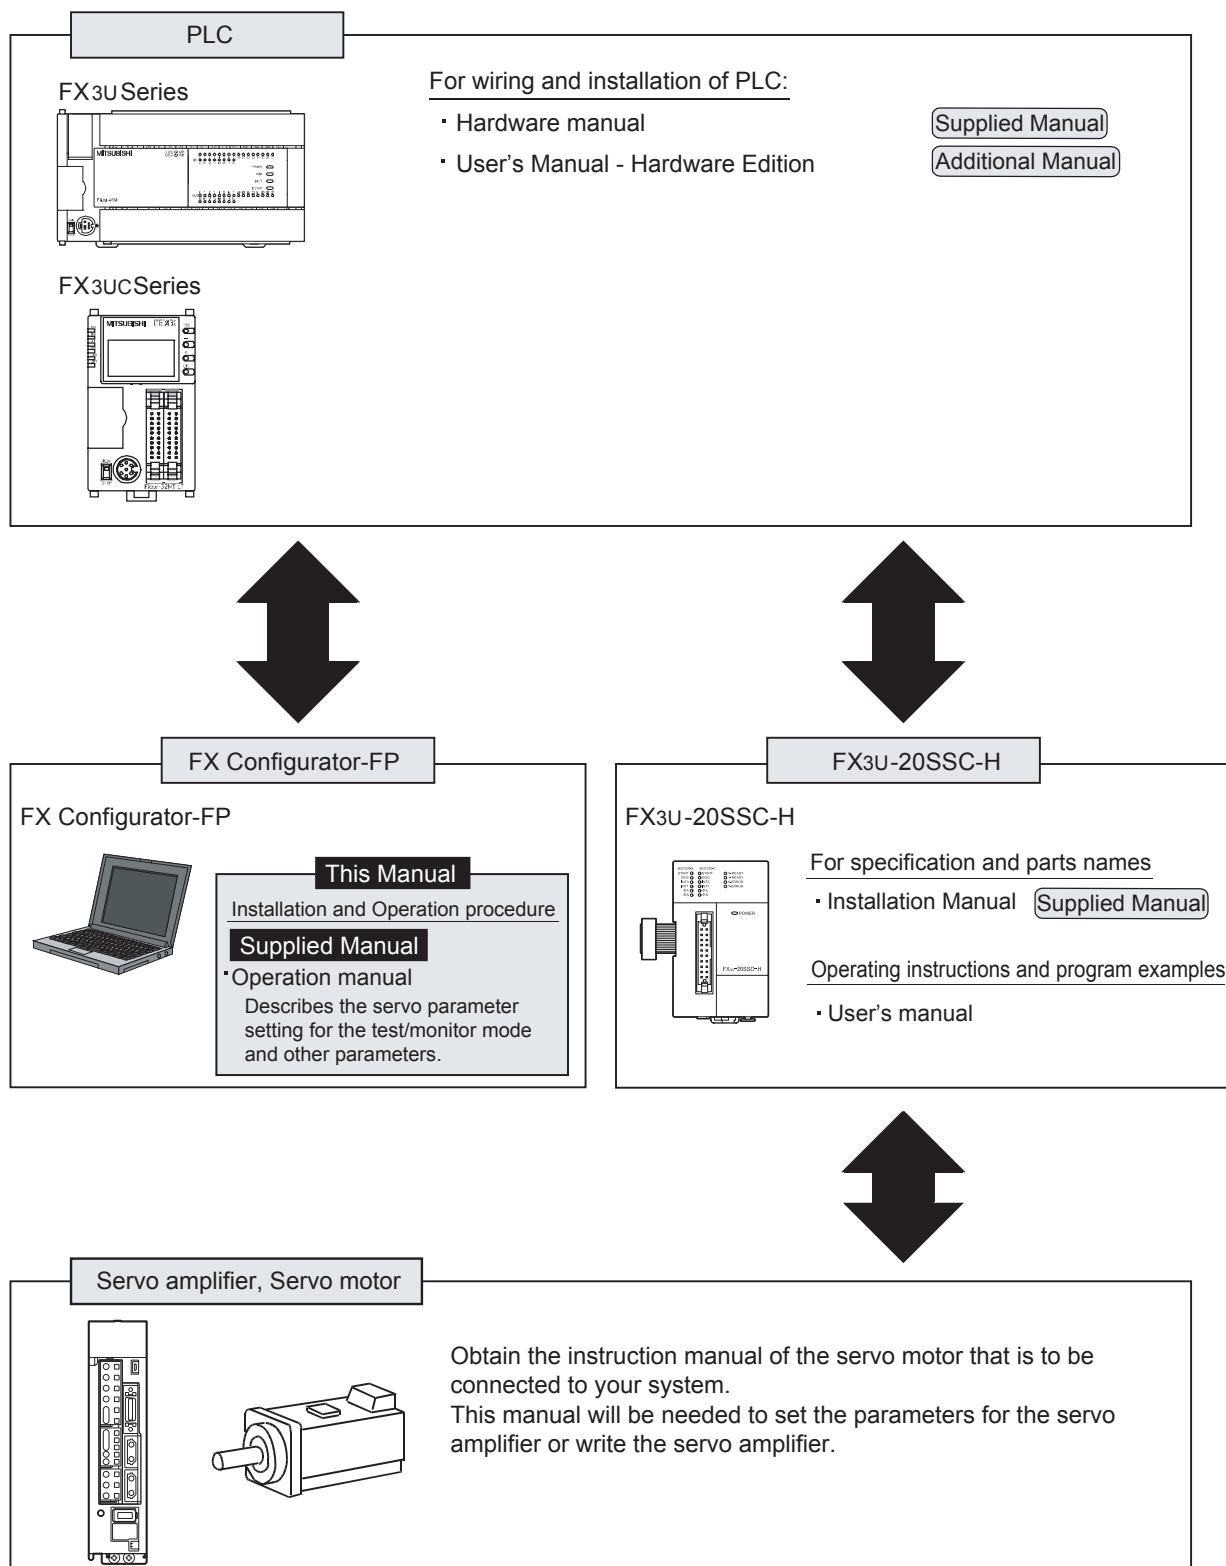 PLC
FX3U Series
For wiring and installation of PLC:
· Hardware manual
Supplied Manual
· User's Manual - Hardware Edition
Additional Manual
MITSUBISHI
FX3UC Series
MITSUBISHI
FX Configurator-FP
FX Configurator-FP
This Manual
Installation and Operation procedure
Supplied Manual
· Operation manual
Describes the servo parameter
setting for the test/monitor mode
and other parameters.
FX3U-20SSC-H
FX3U-20SSC-H
POWER
FX3U-20SSC-H
For specification and parts names
· Installation Manual
Supplied Manual
Operating instructions and program examples
· User's manual
Servo amplifier, Servo motor
Obtain the instruction manual of the servo motor that is to be
connected to your system.
This manual will be needed to set the parameters for the servo
amplifier or write the servo amplifier.